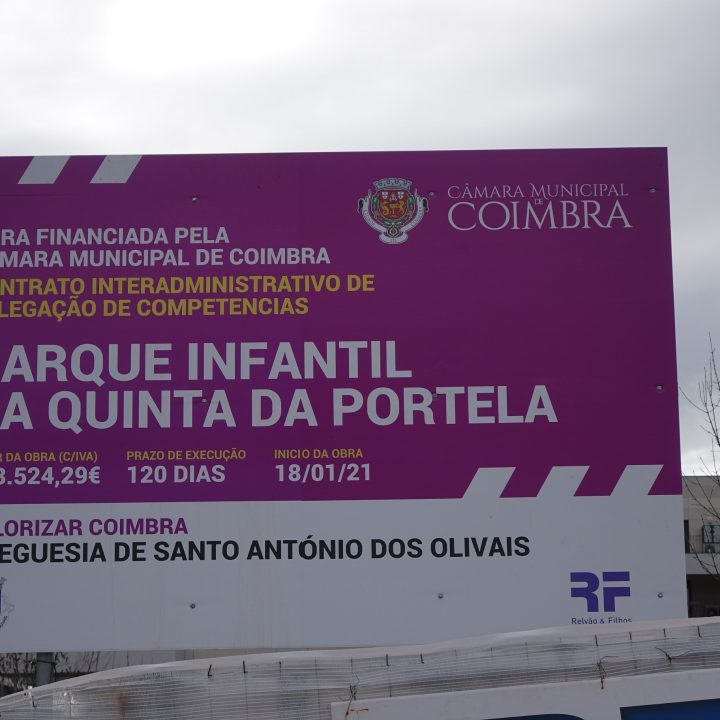 CÂMARA MUNICIPAL
DE
COIMBRA
RA FINANCIADA PELA
MARA MUNICIPAL DE COIMBRA
NTRATO INTERADMINISTRATIVO DE
LEGAÇÃO DE COMPETENCIAS
ARQUE INFANTIL
A QUINTA DA PORTELA
R DA OBRA (C/IVA)
3.524,29€
PRAZO DE EXECUÇÃO
120 DIAS
INICIO DA OBRA
18/01/21
LORIZAR COIMBRA
EGUESIA DE SANTO ANTÓNIO DOS OLIVAIS
RF
Relvão & Filhos